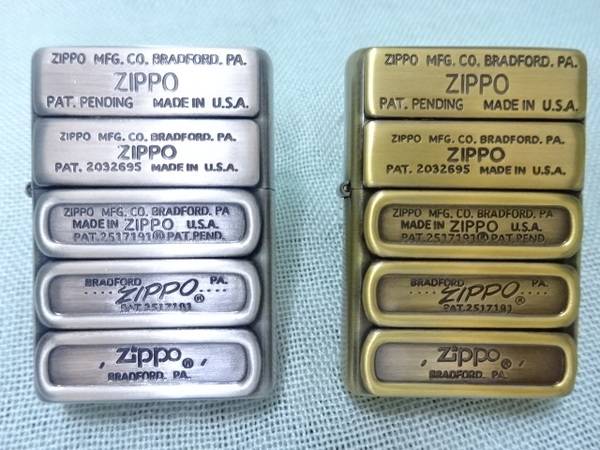 ZIPPO MFG. CO. BRADFORD. PA.
ZIPPO
PAT. PENDING MADE IN U.S.A.
ZIPPO MFG. CO. BRADFORD. PA.
ZIPPO
PAT. 2032695 MADE IN U.S.A.
ZIPPO MFG. CO. BRADFORD. PA
MADE IN ZIPPO U.S.A.
PAT.2517191® PAT.PEND.
BRADFORD PA.
ZIPPO ®
PAT.2517191
Zippo ®
BRADFORD. PA.
ZIPPO MFG. CO. BRADFORD. PA.
ZIPPO
PAT. PENDING MADE IN U.S.A.
ZIPPO MFG. CO. BRADFORD. PA.
ZIPPO
PAT. 2032695 MADE IN U.S.A.
ZIPPO MFG. CO. BRADFORD. PA
MADE IN ZIPPO U.S.A.
PAT.2517191® PAT.PEND.
BRADFORD PA.
ZIPPO ®
PAT.2517191
Zippo ®
BRADFORD. PA.